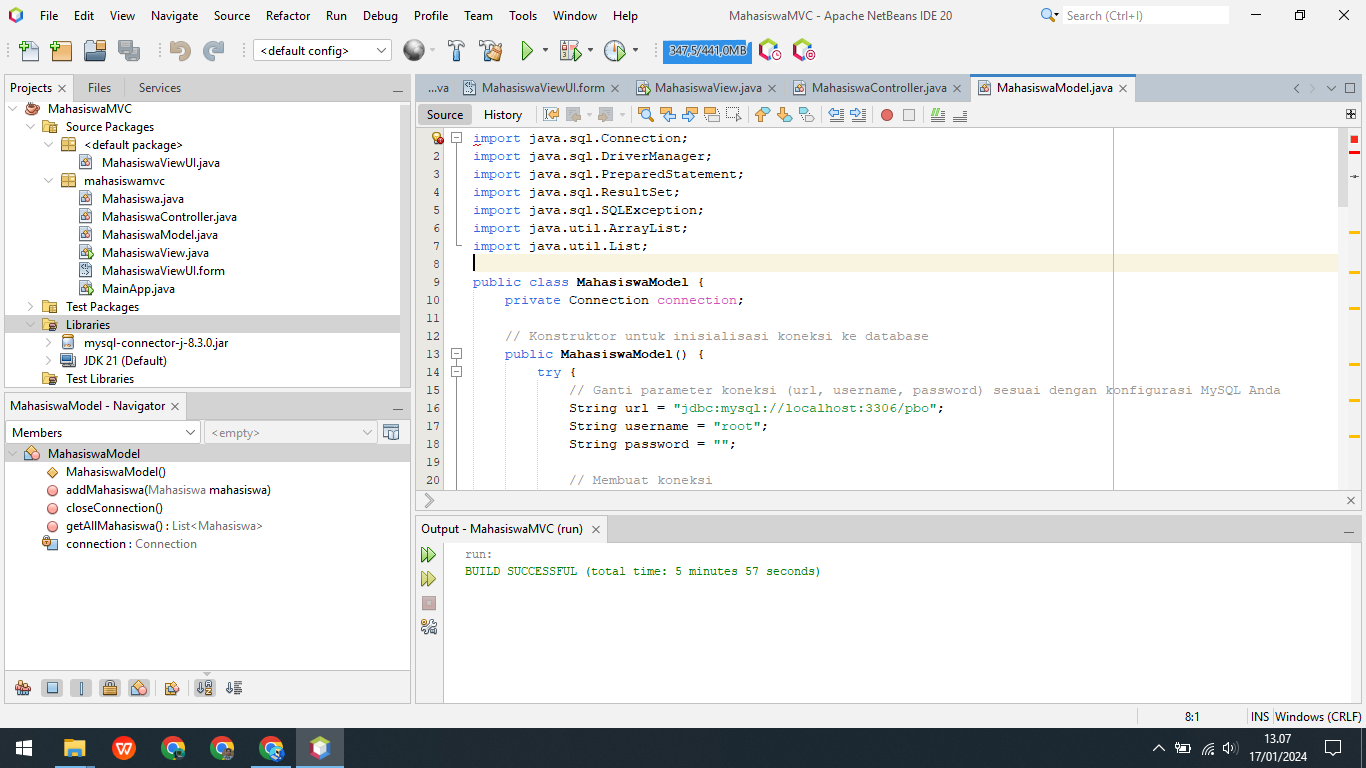 File Edit View Navigate Source Refactor Run Debug Profile Team Tools Window Help
MahasiswaMVC - Apache NetBeans IDE 20
Search (Ctrl+I)
<default config>
347,5/441,0MB
Projects Files Services
MahasiswaMVC
Source Packages
<default package>
MahasiswaViewUI.java
mahasiswamvc
Mahasiswa.java
MahasiswaController.java
MahasiswaModel.java
MahasiswaView.java
MahasiswaViewUI.form
MainApp.java
Test Packages
Libraries
mysql-connector-j-8.3.0.jar
JDK 21 (Default)
Test Libraries
MahasiswaModel - Navigator
Members <empty>
MahasiswaModel
MahasiswaModel()
addMahasiswa(Mahasiswa mahasiswa)
closeConnection()
getAllMahasiswa() : List<Mahasiswa>
connection : Connection
...va MahasiswaViewUI.form MahasiswaView.java MahasiswaController.java MahasiswaModel.java
Source History
import java.sql.Connection;
2 import java.sql.DriverManager;
3 import java.sql.PreparedStatement;
4 import java.sql.ResultSet;
5 import java.sql.SQLException;
6 import java.util.ArrayList;
7 import java.util.List;
8
9 public class MahasiswaModel {
10 private Connection connection;
11
12 // Konstruktor untuk inisialisasi koneksi ke database
13 public MahasiswaModel() {
14 try {
15 // Ganti parameter koneksi (url, username, password) sesuai dengan konfigurasi MySQL Anda
16 String url = "jdbc:mysql://localhost:3306/pbo";
17 String username = "root";
18 String password = "";
19
20 // Membuat koneksi
Output - MahasiswaMVC (run)
run:
BUILD SUCCESSFUL (total time: 5 minutes 57 seconds)
8:1 INS Windows (CRLF)
13.07
17/01/2024